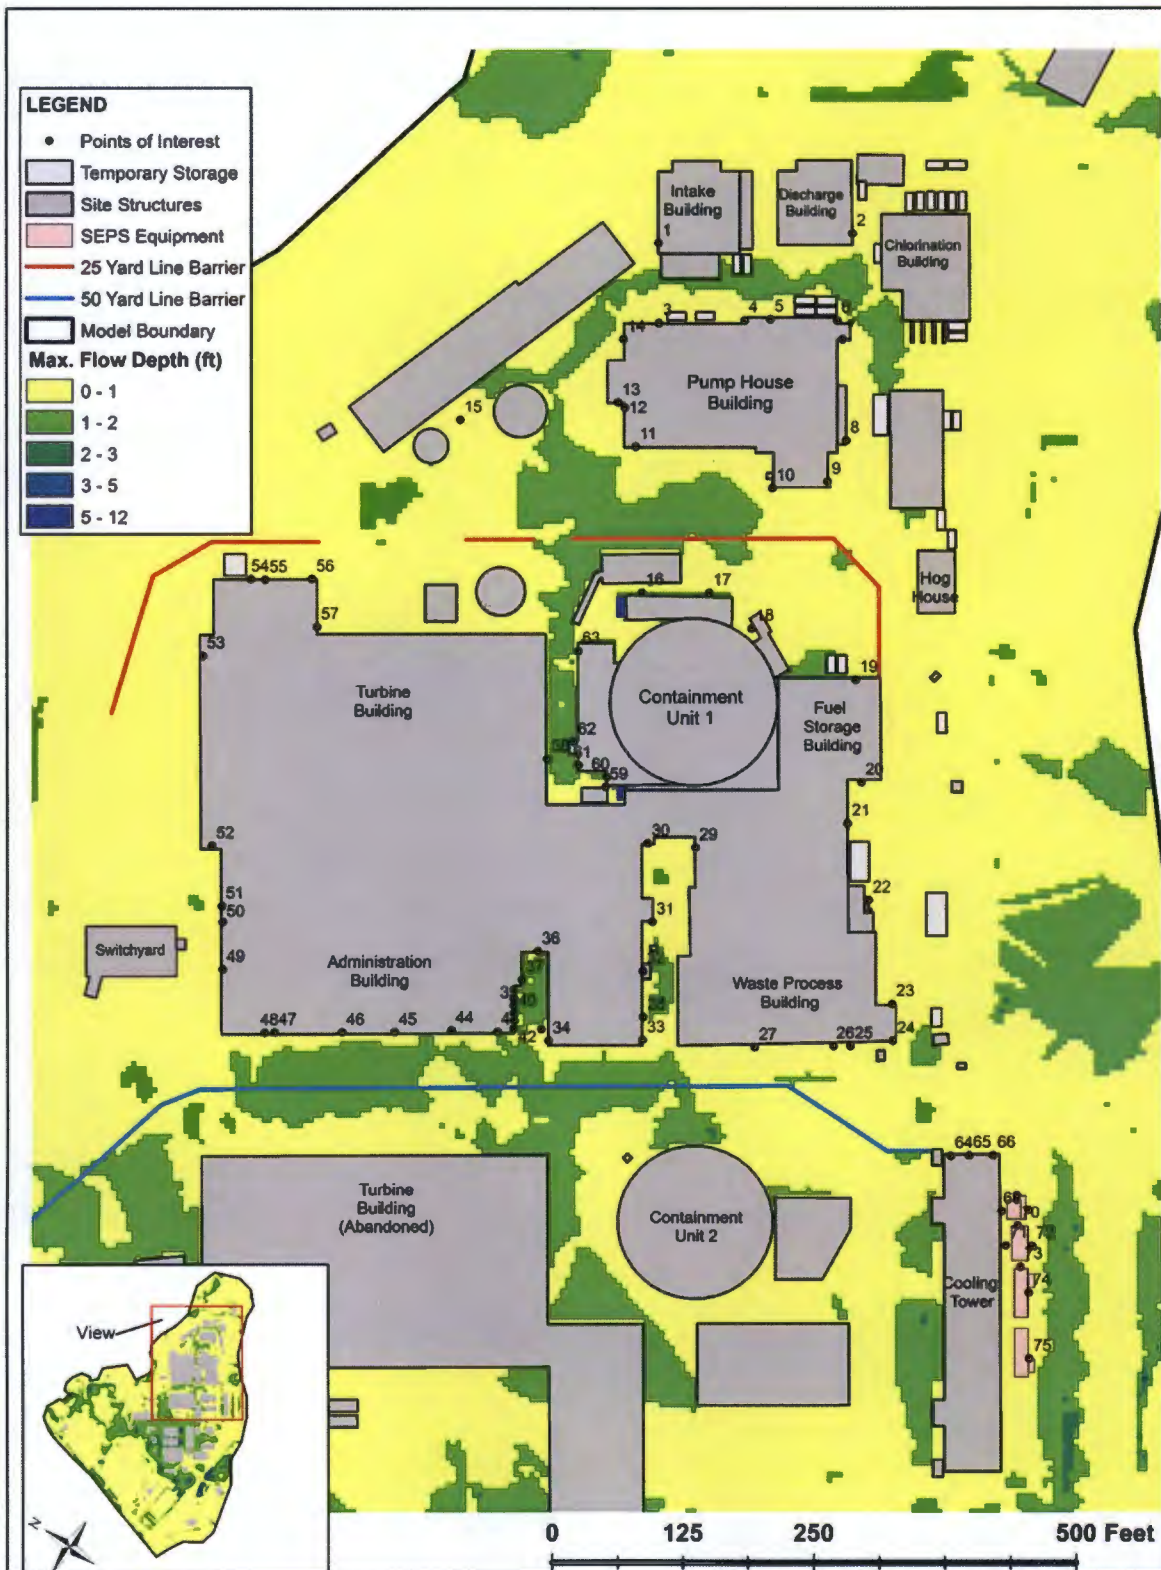 LEGEND
Points of Interest
Temporary Storage
Site Structures
SEPS Equipment
25 Yard Line Barrier
50 Yard Line Barrier
Model Boundary
Max. Flow Depth (ft)
0 - 1
1 - 2
2 - 3
3 - 5
5 - 12
Intake
Building
Discharge
Building
Chlorination
Building
1
2
3
4
5
6
14
Pump House
Building
13
12
11
15
8
9
10
54
55
56
57
53
16
17
18
19
63
Hog
House
Turbine
Building
Containment
Unit 1
Fuel
Storage
Building
62
61
60
59
20
21
22
52
30
29
51
50
49
31
36
37
Switchyard
Administration
Building
Waste Process
Building
23
24
40
48
47
46
45
44
42
34
33
27
26
25
64
65
66
Turbine
Building
(Abandoned)
Containment
Unit 2
70
74
75
Cooling
Tower
View
N
0
125
250
500 Feet